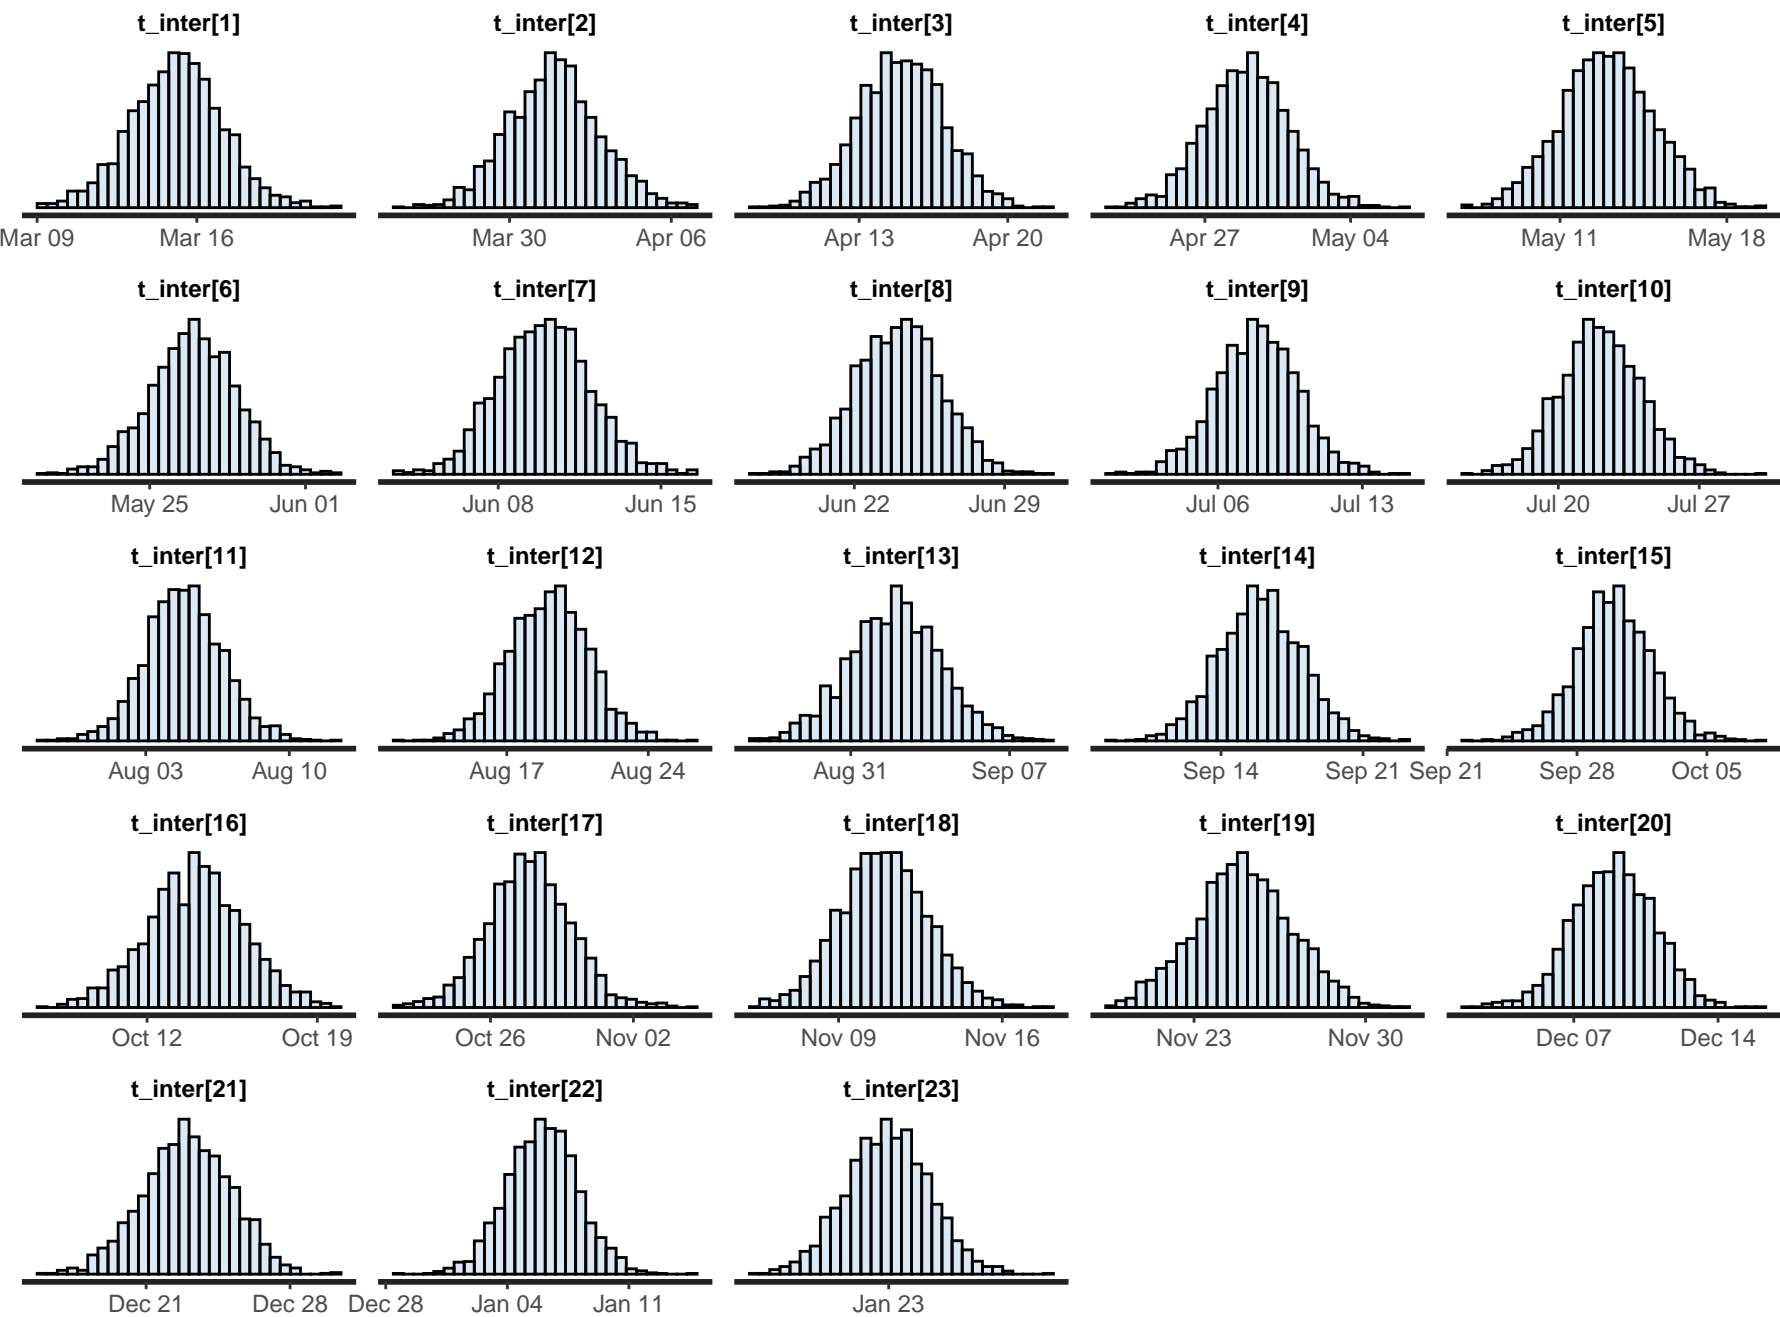 t_inter[1] t_inter[2] t_inter[3] t_inter[4] t_inter[5]
Mar 09 Mar 16 Mar 30 Apr 06 Apr 13 Apr 20 Apr 27 May 04 May 11 May 18
t_inter[6] t_inter[7] t_inter[8] t_inter[9] t_inter[10]
May 25 Jun 01 Jun 08 Jun 15 Jun 22 Jun 29 Jul 06 Jul 13 Jul 20 Jul 27
t_inter[11] t_inter[12] t_inter[13] t_inter[14] t_inter[15]
Aug 03 Aug 10 Aug 17 Aug 24 Aug 31 Sep 07 Sep 14 Sep 21 Sep 21 Sep 28 Oct 05
t_inter[16] t_inter[17] t_inter[18] t_inter[19] t_inter[20]
Oct 12 Oct 19 Oct 26 Nov 02 Nov 09 Nov 16 Nov 23 Nov 30 Dec 07 Dec 14
t_inter[21] t_inter[22] t_inter[23]
Dec 21 Dec 28 Dec 28 Jan 04 Jan 11 Jan 23